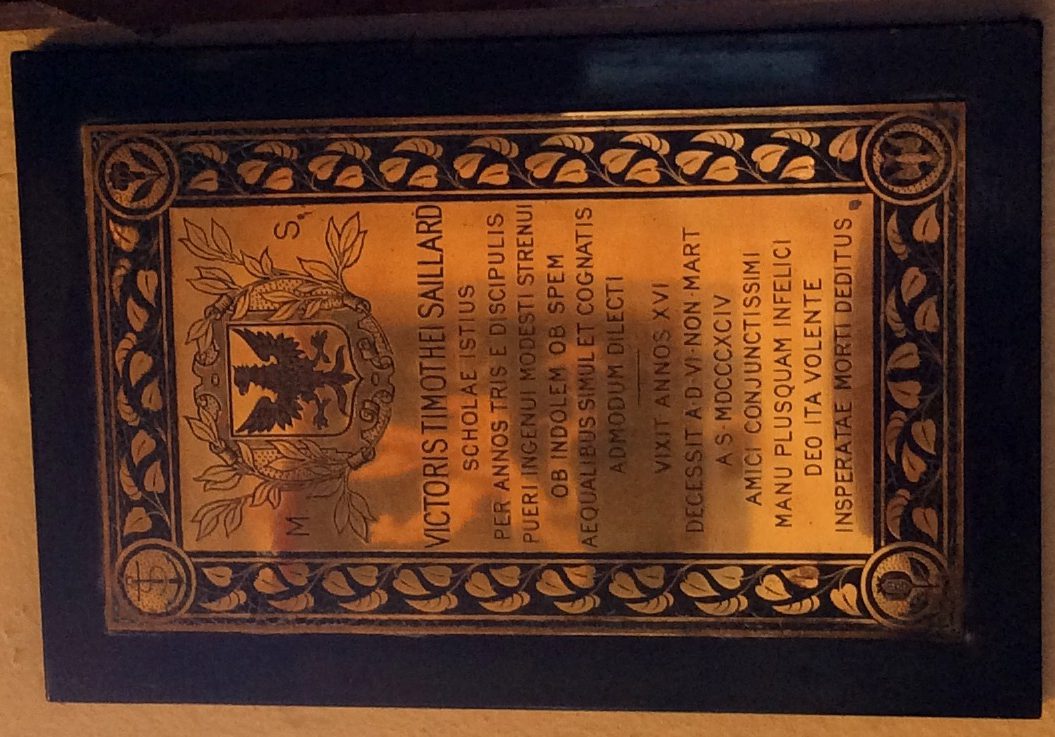 M S.
VICTORIS TIMOTHEI SAILLARD
SCHOLAE ISTIUS
PER ANNOS TRIS E DISCIPULIS
PUERI INGENUI MODESTI STRENUI
OB INDOLEM OB SPEM
AEQUALIBUS SIMUL ET COGNATIS
ADMODUM DILECTI
VIXIT ANNOS XVI
DECESSIT A·D·VI·NON·MART
A S·MDCCCXCIV
AMICI CONJUNCTISSIMI
MANU PLUSQUAM INFELICI
DEO ITA VOLENTE
INSPERATAE MORTI DEDITUS